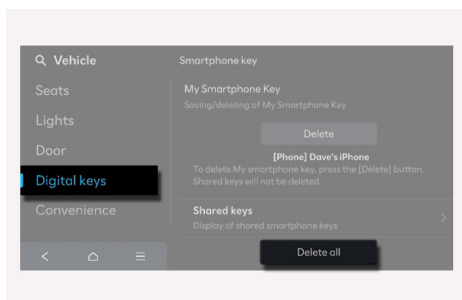 Vehicle
Seats
Lights
Door
Digital keys
Convenience
Smartphone key
My Smartphone Key
Saving/deleting of My Smartphone Key
Delete
[Phone] Dave's iPhone
To delete My smartphone key, press the [Delete] button.
Shared keys will not be deleted.
Shared keys
Display of shared smartphone keys
Delete all